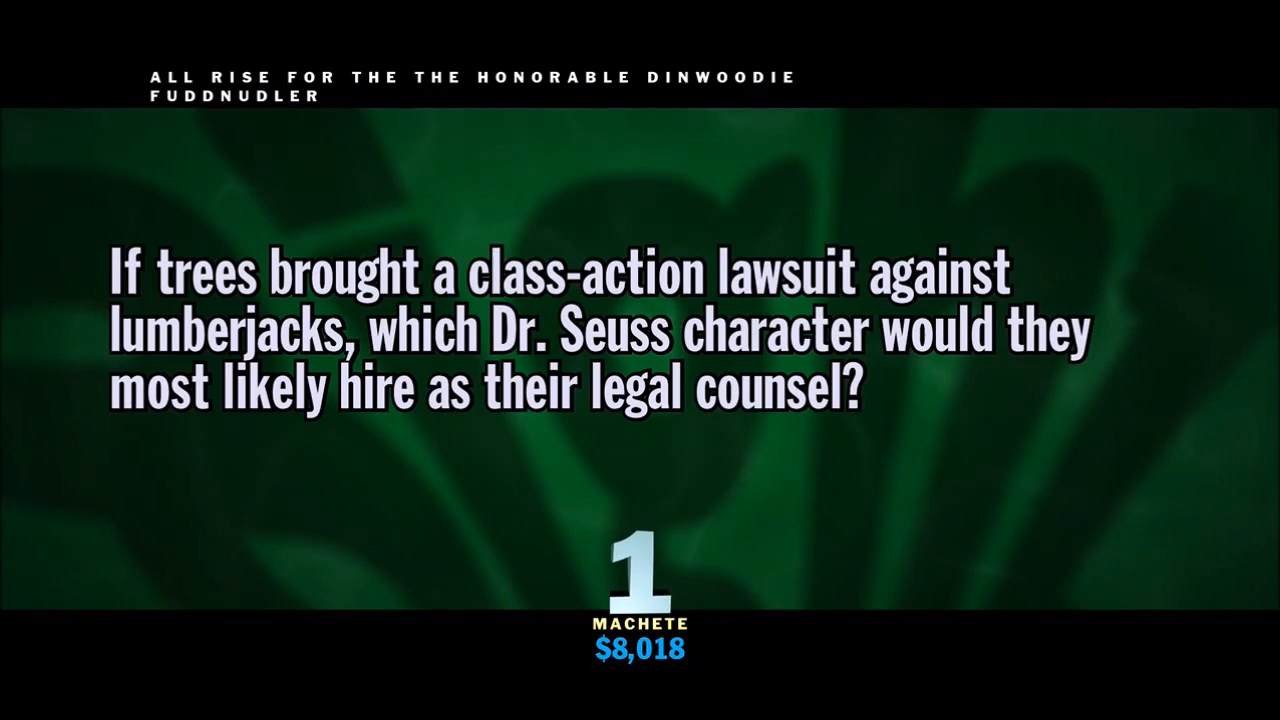 ALL RISE FOR THE THE HONORABLE DINWOODIE
FUDDNUDLER
If trees brought a class-action lawsuit against
lumberjacks, which Dr. Seuss character would they
most likely hire as their legal counsel?
1
MACHETE
$8,018